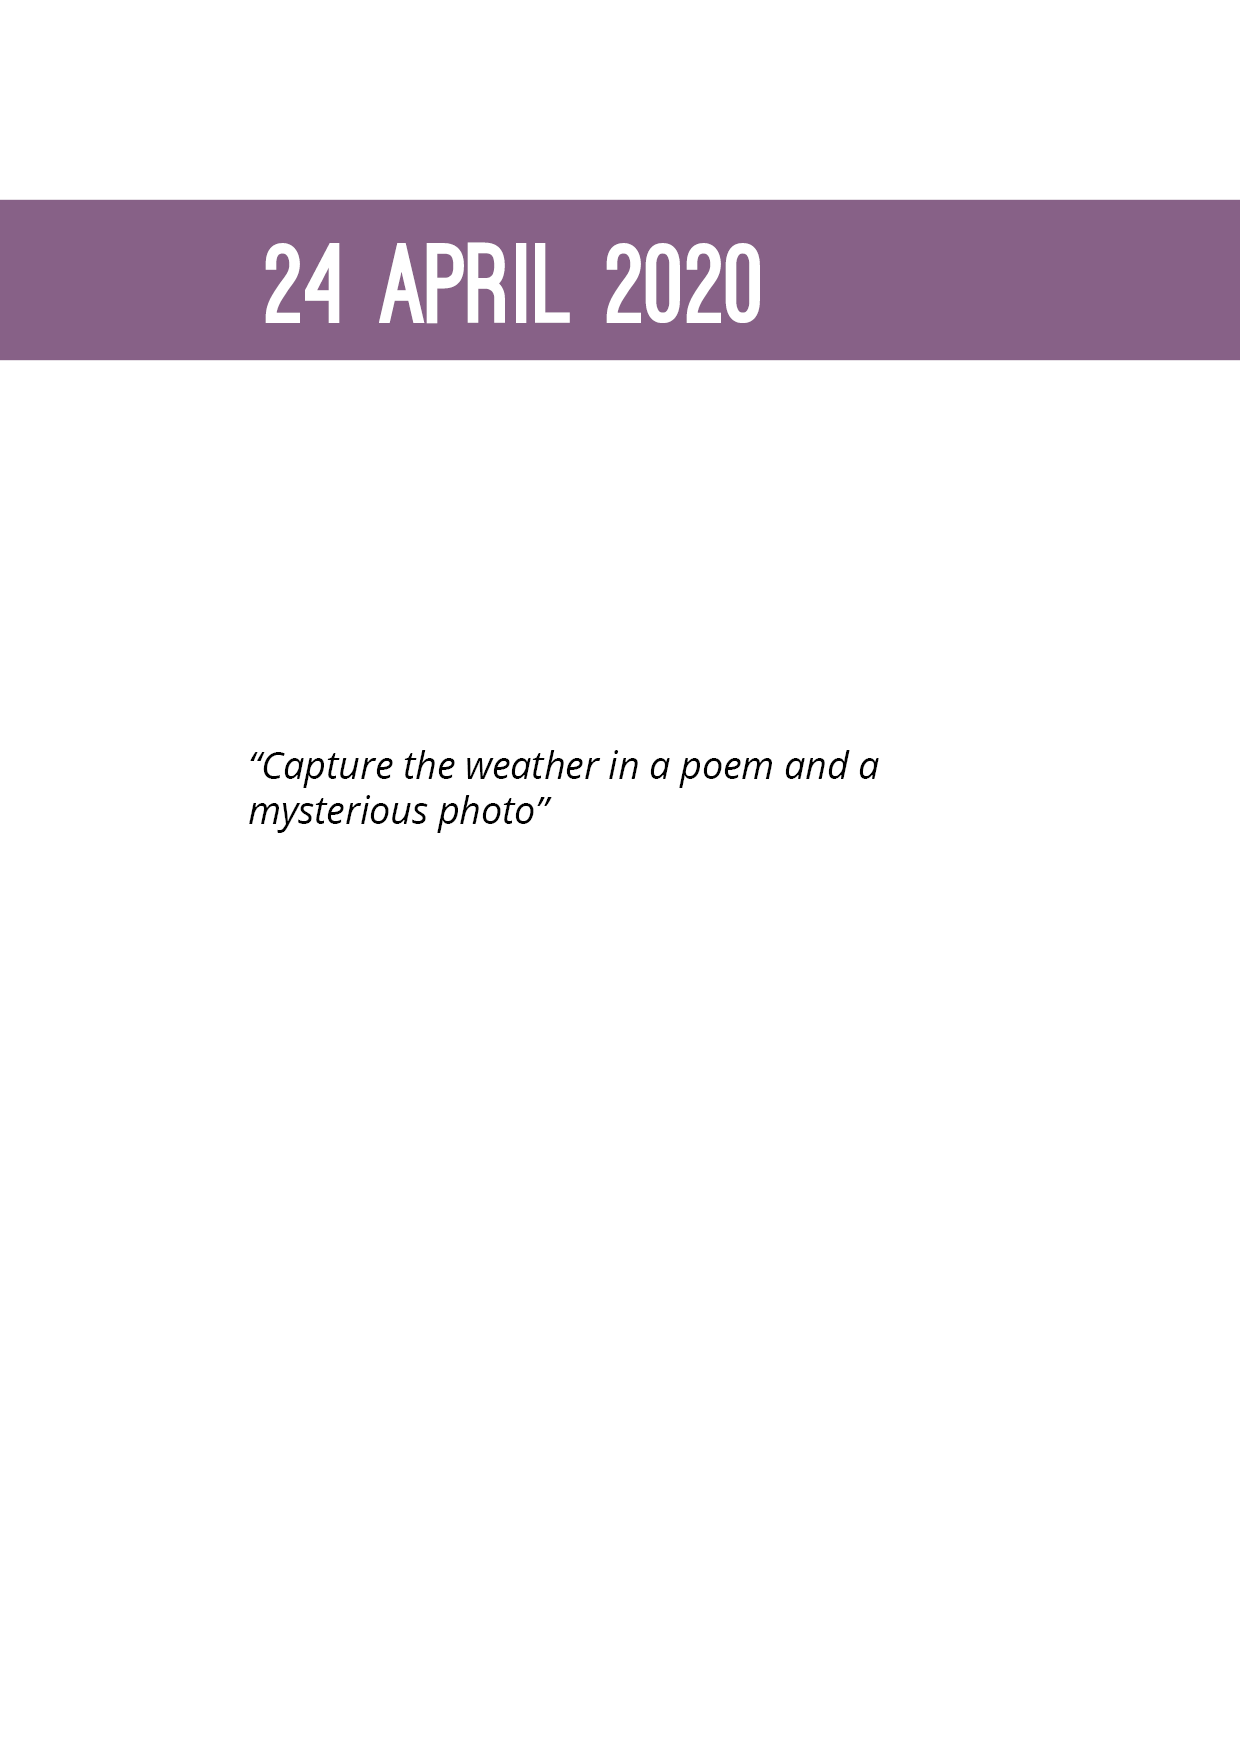 24 APRIL 2020
“Capture the weather in a poem and a
mysterious photo”